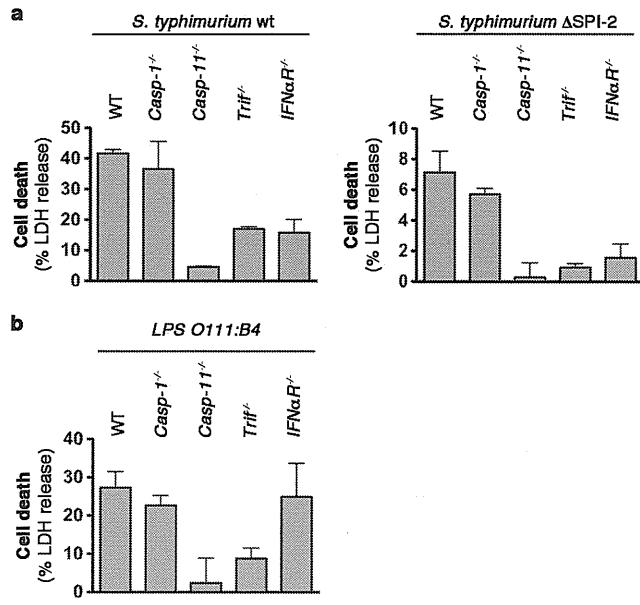 a
S. typhimurium wt
WT
Casp-1-/-
Casp-11-/-
Trif-/-
IFNαR-/-
Cell death
(% LDH release)
50
40
30
20
10
0
S. typhimurium ΔSPI-2
WT
Casp-1-/-
Casp-11-/-
Trif-/-
IFNαR-/-
Cell death
(% LDH release)
10
8
6
4
2
0
b
LPS O111:B4
WT
Casp-1-/-
Casp-11-/-
Trif-/-
IFNαR-/-
Cell death
(% LDH release)
40
30
20
10
0